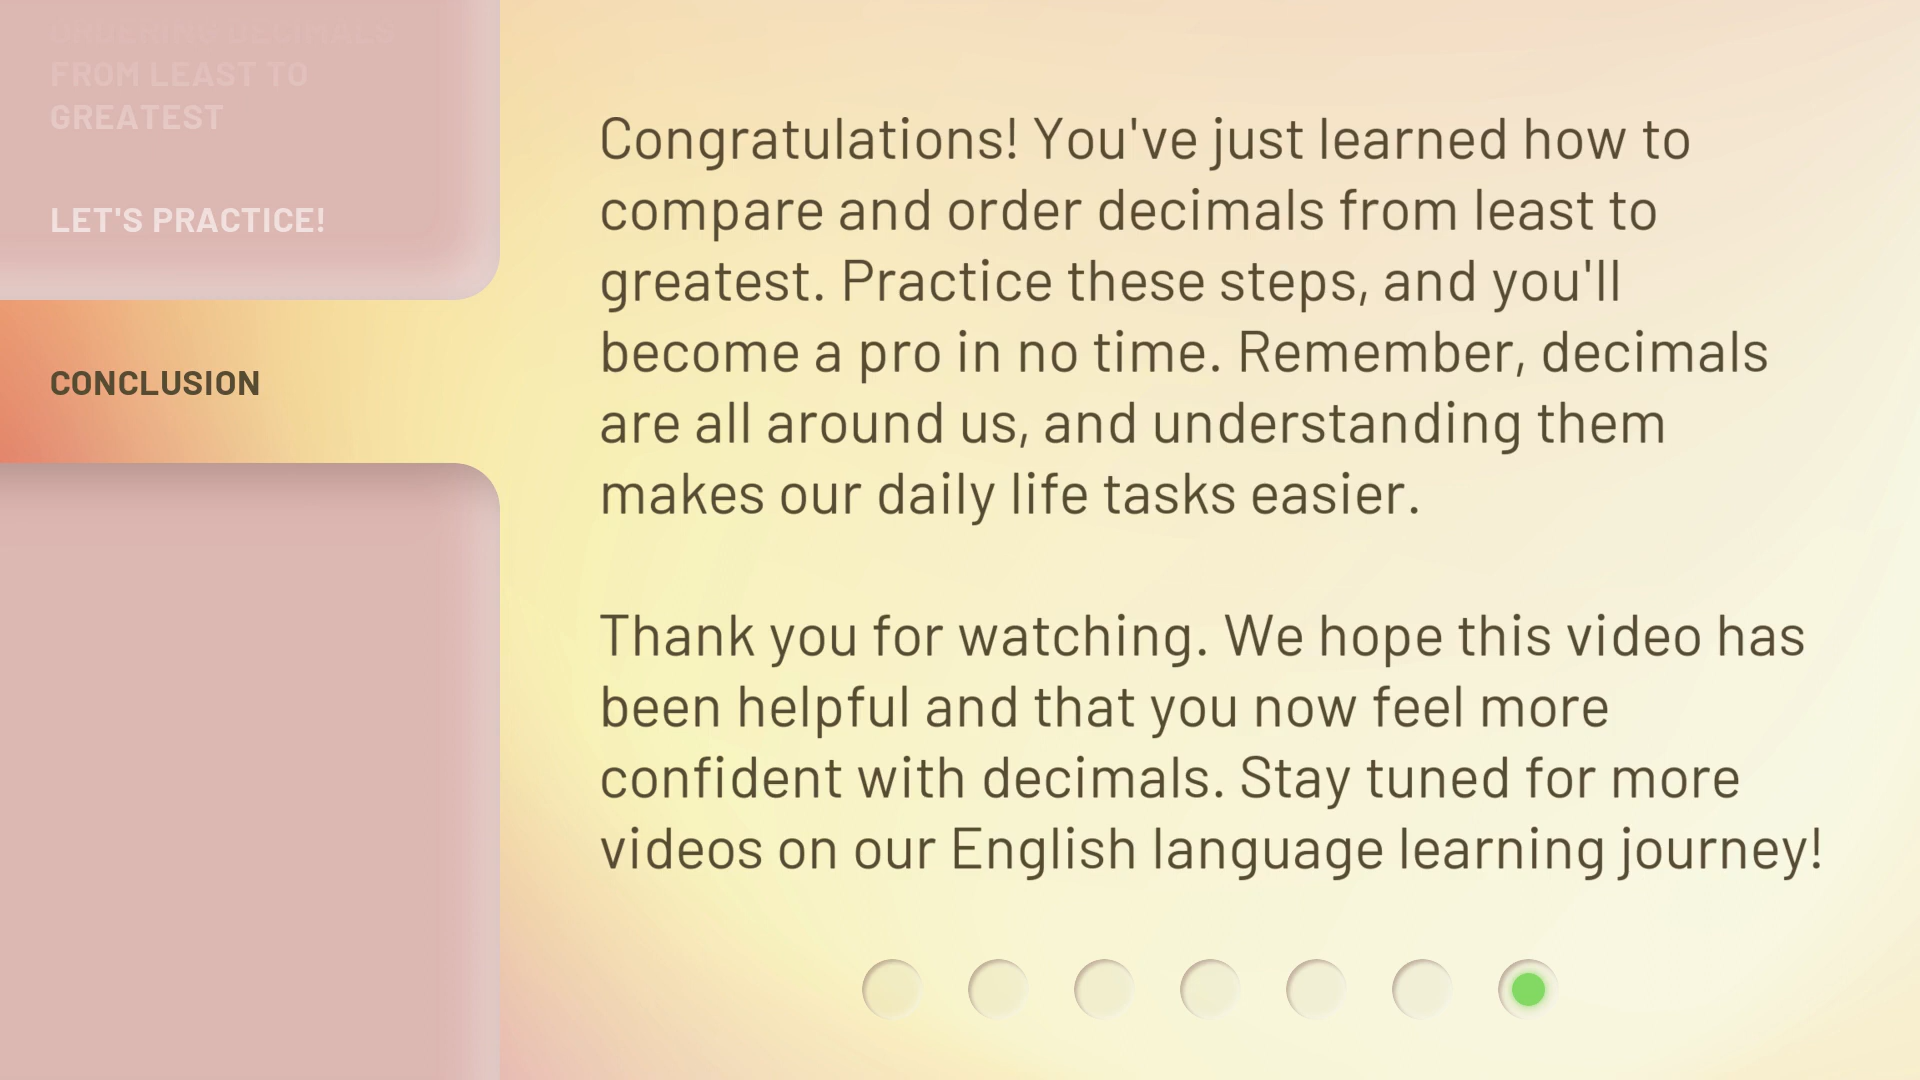 ORDERING DECIMALS
FROM LEAST TO
GREATEST
LET'S PRACTICE!
CONCLUSION
Congratulations! You've just learned how to
compare and order decimals from least to
greatest. Practice these steps, and you'll
become a pro in no time. Remember, decimals
are all around us, and understanding them
makes our daily life tasks easier.
Thank you for watching. We hope this video has
been helpful and that you now feel more
confident with decimals. Stay tuned for more
videos on our English language learning journey!